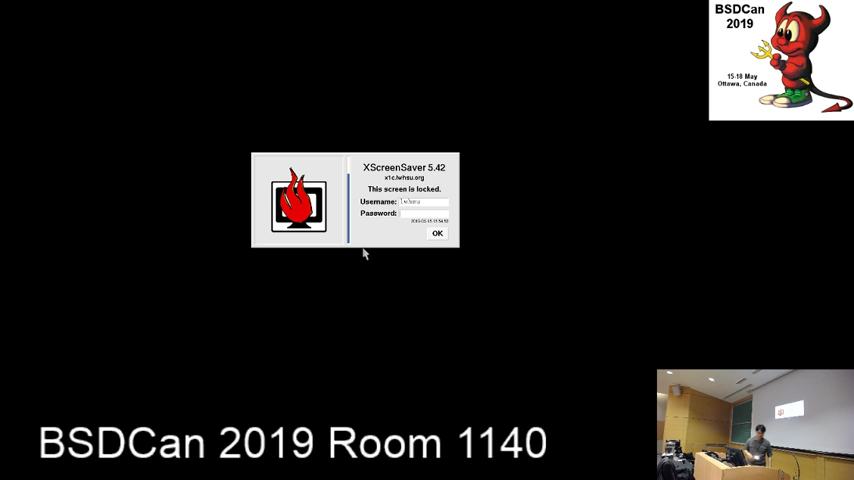 BSDCan
2019
15-18 May
Ottawa, Canada
XScreenSaver 5.42
x1c.lwhsu.org
This screen is locked.
Username: lwhsu
Password:
OK
BSDCan 2019 Room 1140